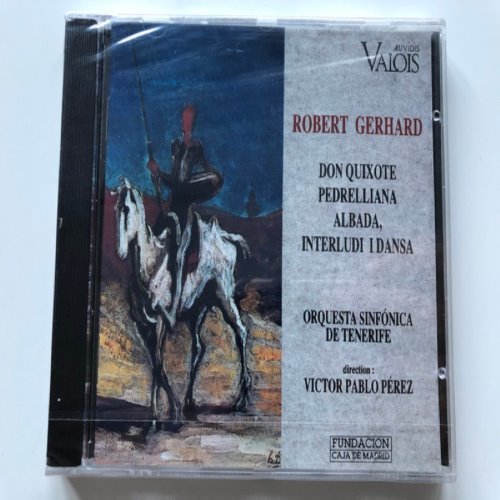 AUVIDIS
VALOIS
ROBERT GERHARD
DON QUIXOTE
PEDRELLIANA
ALBADA,
INTERLUDI I DANSA
ORQUESTA SINFÓNICA
DE TENERIFE
direction :
VICTOR PABLO PÉREZ
FUNDACION
CAJA DE MADRID